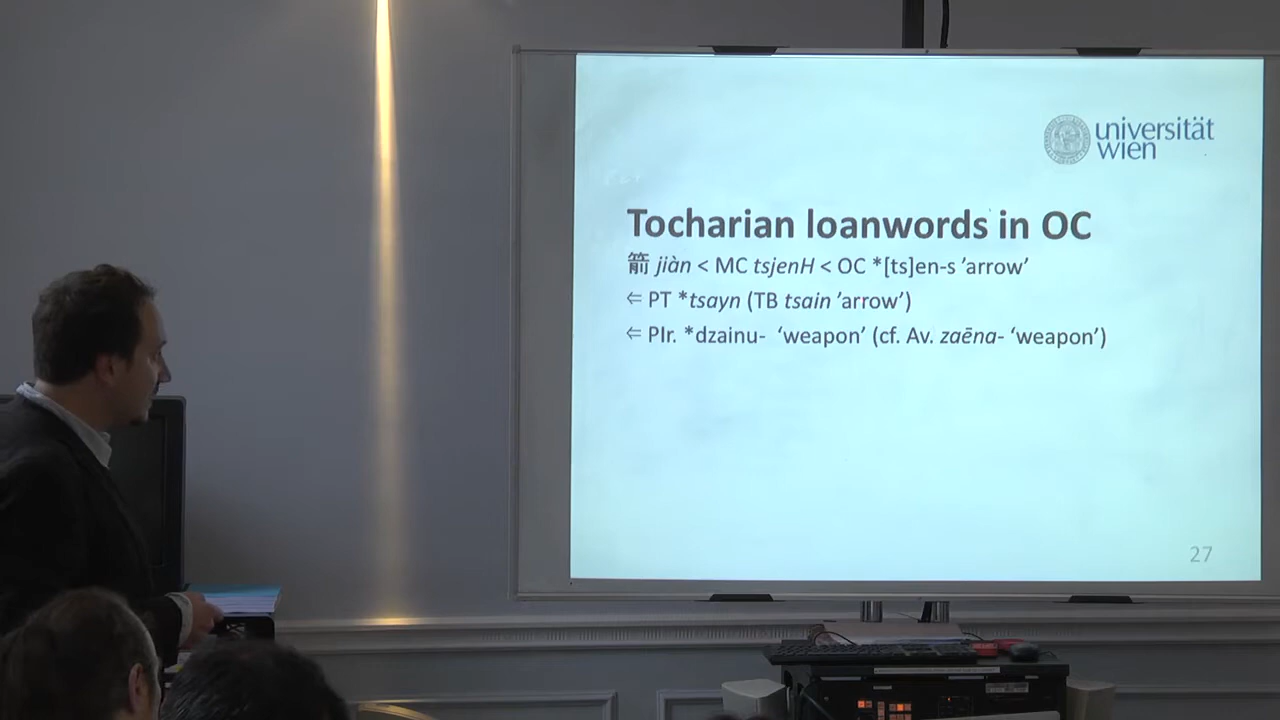 universität
wien
Tocharian loanwords in OC
箭 jiàn < MC tsjenH < OC *[ts]en-s ’arrow’
⇐ PT *tsayn (TB tsain ’arrow’)
⇐ PIr. *dzainu- ‘weapon’ (cf. Av. zaēna- ‘weapon’)
27